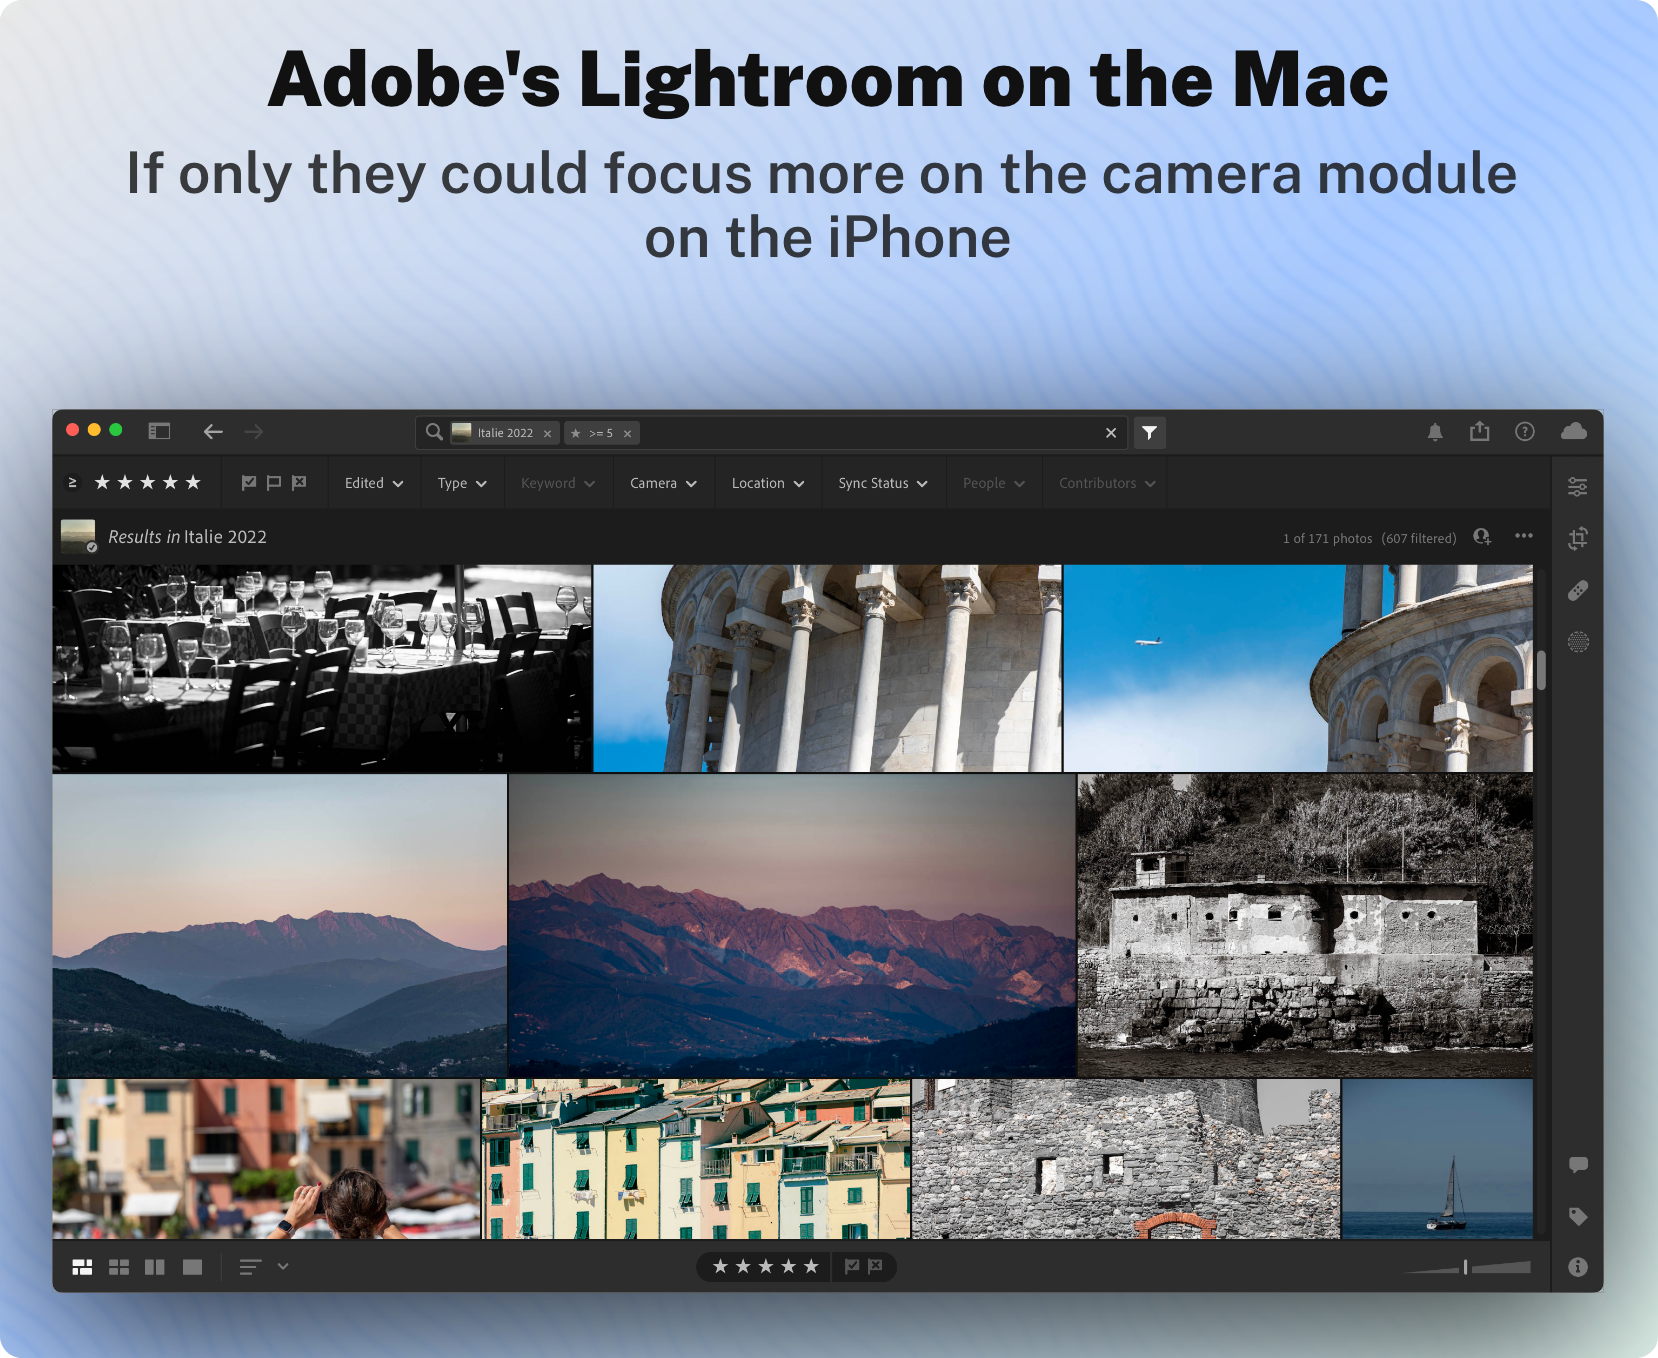 Adobe's Lightroom on the Mac
If only they could focus more on the camera module
on the iPhone
Italie 2022 × ★ >= 5 ×
≥ ★★★★★ Edited Type Keyword Camera Location Sync Status People Contributors
Results in Italie 2022
1 of 171 photos (607 filtered)
★★★★★